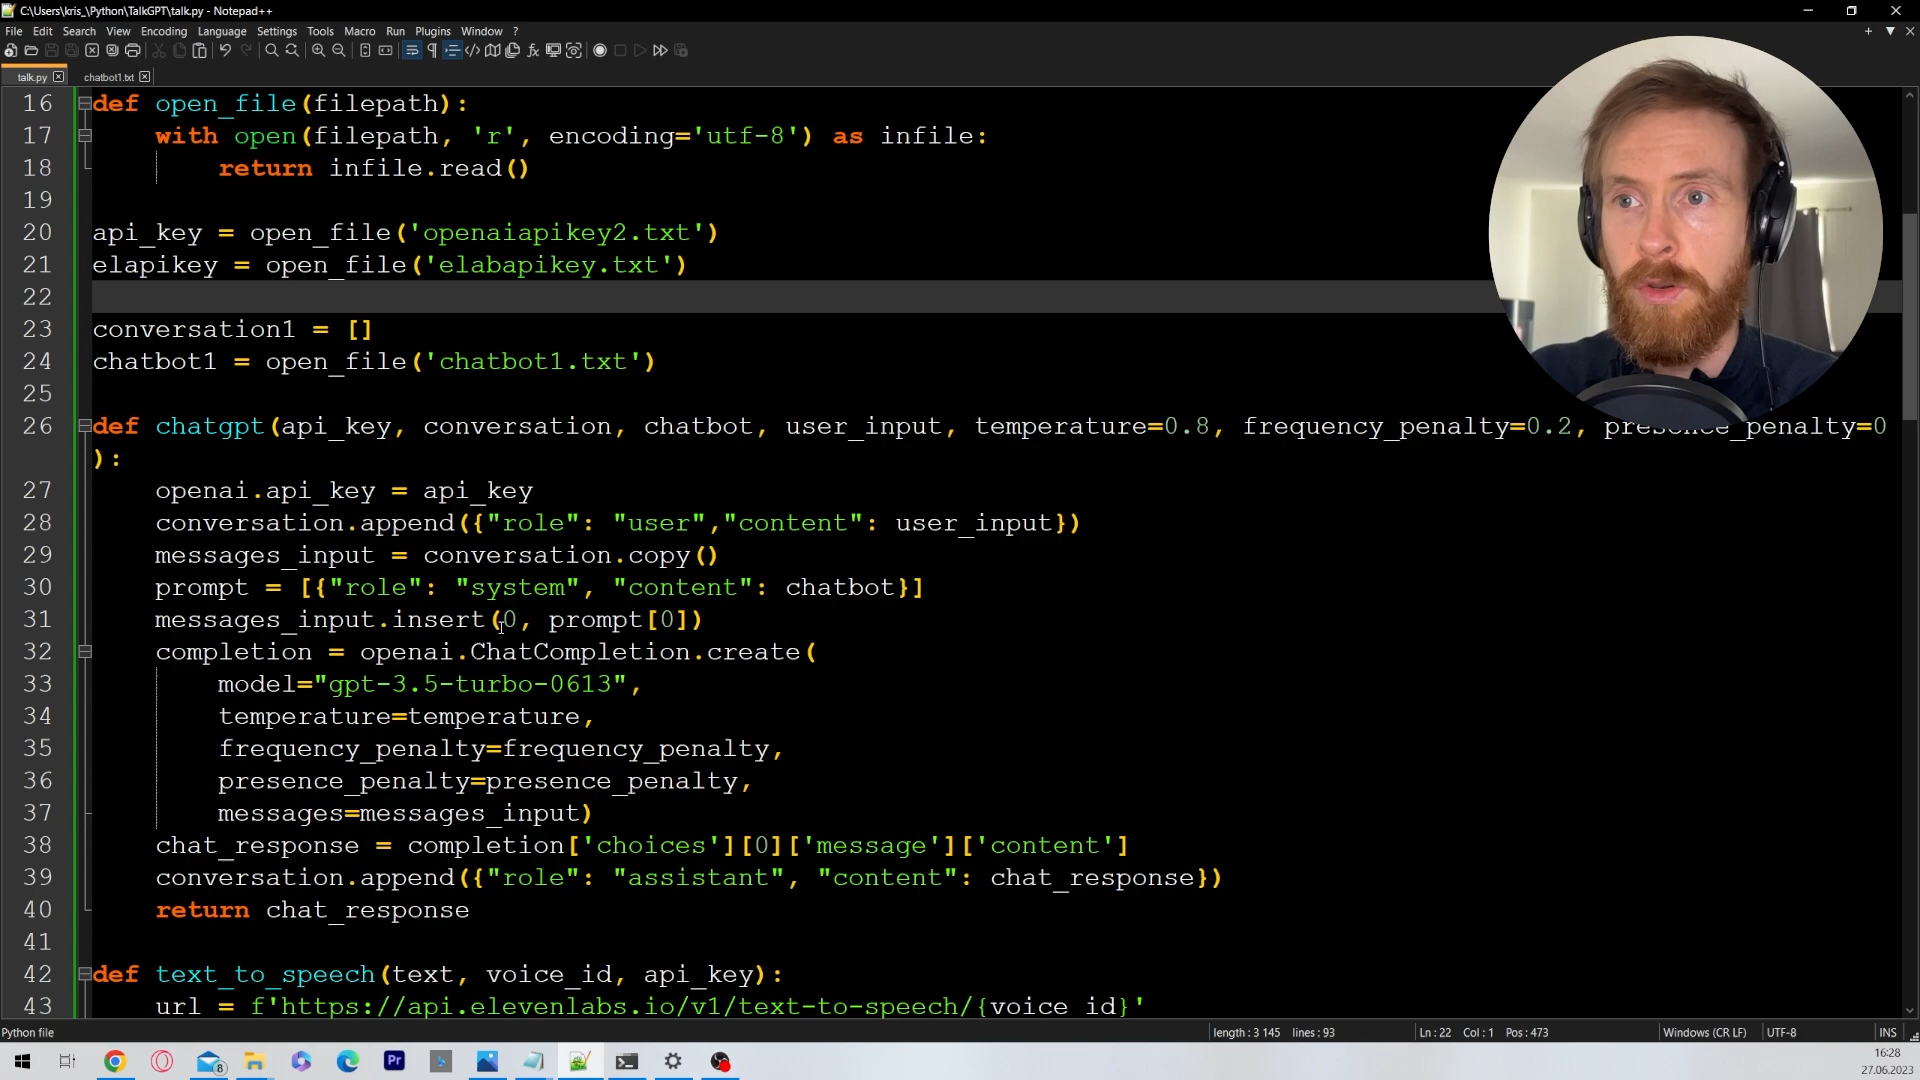 C:\Users\kris_\Python\TalkGPT\talk.py - Notepad++
File Edit Search View Encoding Language Settings Tools Macro Run Plugins Window ?
talk.py chatbot1.txt
16 def open_file(filepath):
17 with open(filepath, 'r', encoding='utf-8') as infile:
18 return infile.read()
19
20 api_key = open_file('openaiapikey2.txt')
21 elapikey = open_file('elabapikey.txt')
22
23 conversation1 = []
24 chatbot1 = open_file('chatbot1.txt')
25
26 def chatgpt(api_key, conversation, chatbot, user_input, temperature=0.8, frequency_penalty=0.2, presence_penalty=0
):
27 openai.api_key = api_key
28 conversation.append({"role": "user","content": user_input})
29 messages_input = conversation.copy()
30 prompt = [{"role": "system", "content": chatbot}]
31 messages_input.insert(0, prompt[0])
32 completion = openai.ChatCompletion.create(
33 model="gpt-3.5-turbo-0613",
34 temperature=temperature,
35 frequency_penalty=frequency_penalty,
36 presence_penalty=presence_penalty,
37 messages=messages_input)
38 chat_response = completion['choices'][0]['message']['content']
39 conversation.append({"role": "assistant", "content": chat_response})
40 return chat_response
41
42 def text_to_speech(text, voice_id, api_key):
43 url = f'https://api.elevenlabs.io/v1/text-to-speech/{voice_id}'
Python file length : 3 145 lines : 93 Ln : 22 Col : 1 Pos : 473 Windows (CR LF) UTF-8 INS
8 Pr 16:28
27.06.2023